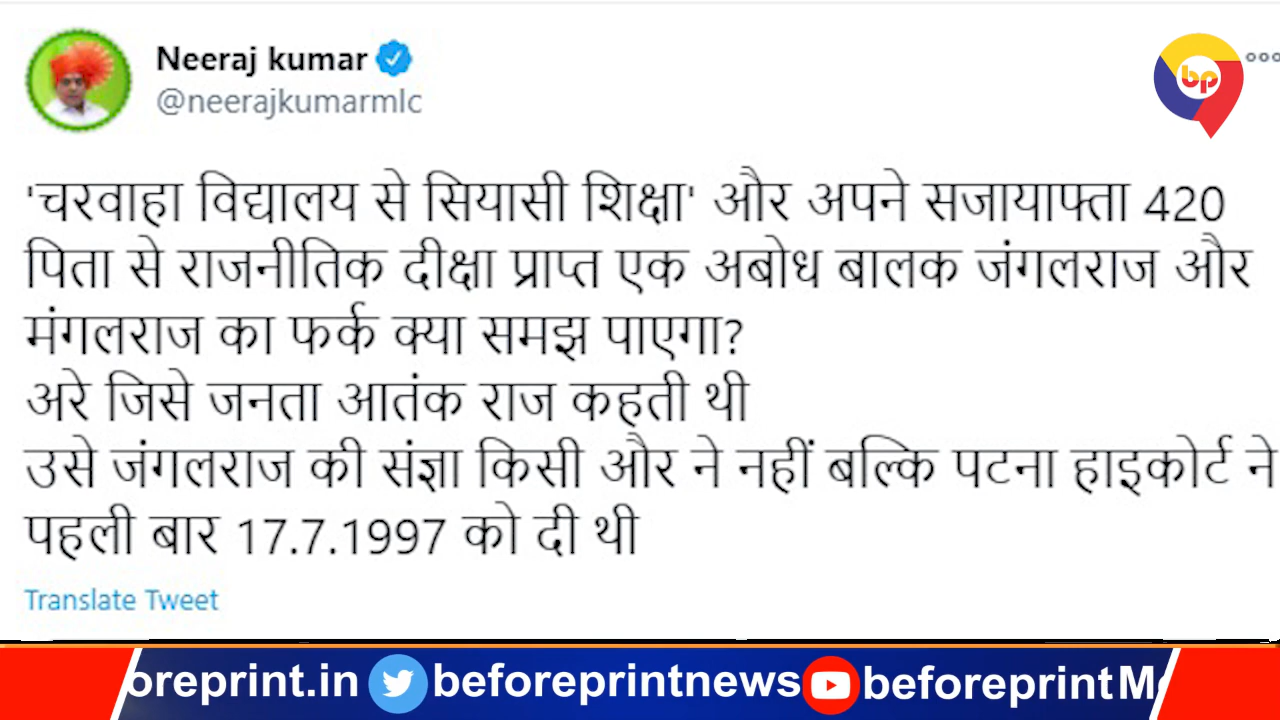 Neeraj kumar
@neerajkumarmlc
bp
'चरवाहा विद्यालय से सियासी शिक्षा' और अपने सजायाफ्ता 420
पिता से राजनीतिक दीक्षा प्राप्त एक अबोध बालक जंगलराज और
मंगलराज का फर्क क्या समझ पाएगा?
अरे जिसे जनता आतंक राज कहती थी
उसे जंगलराज की संज्ञा किसी और ने नहीं बल्कि पटना हाइकोर्ट ने
पहली बार 17.7.1997 को दी थी
Translate Tweet
oreprint.in beforeprintnews beforeprint